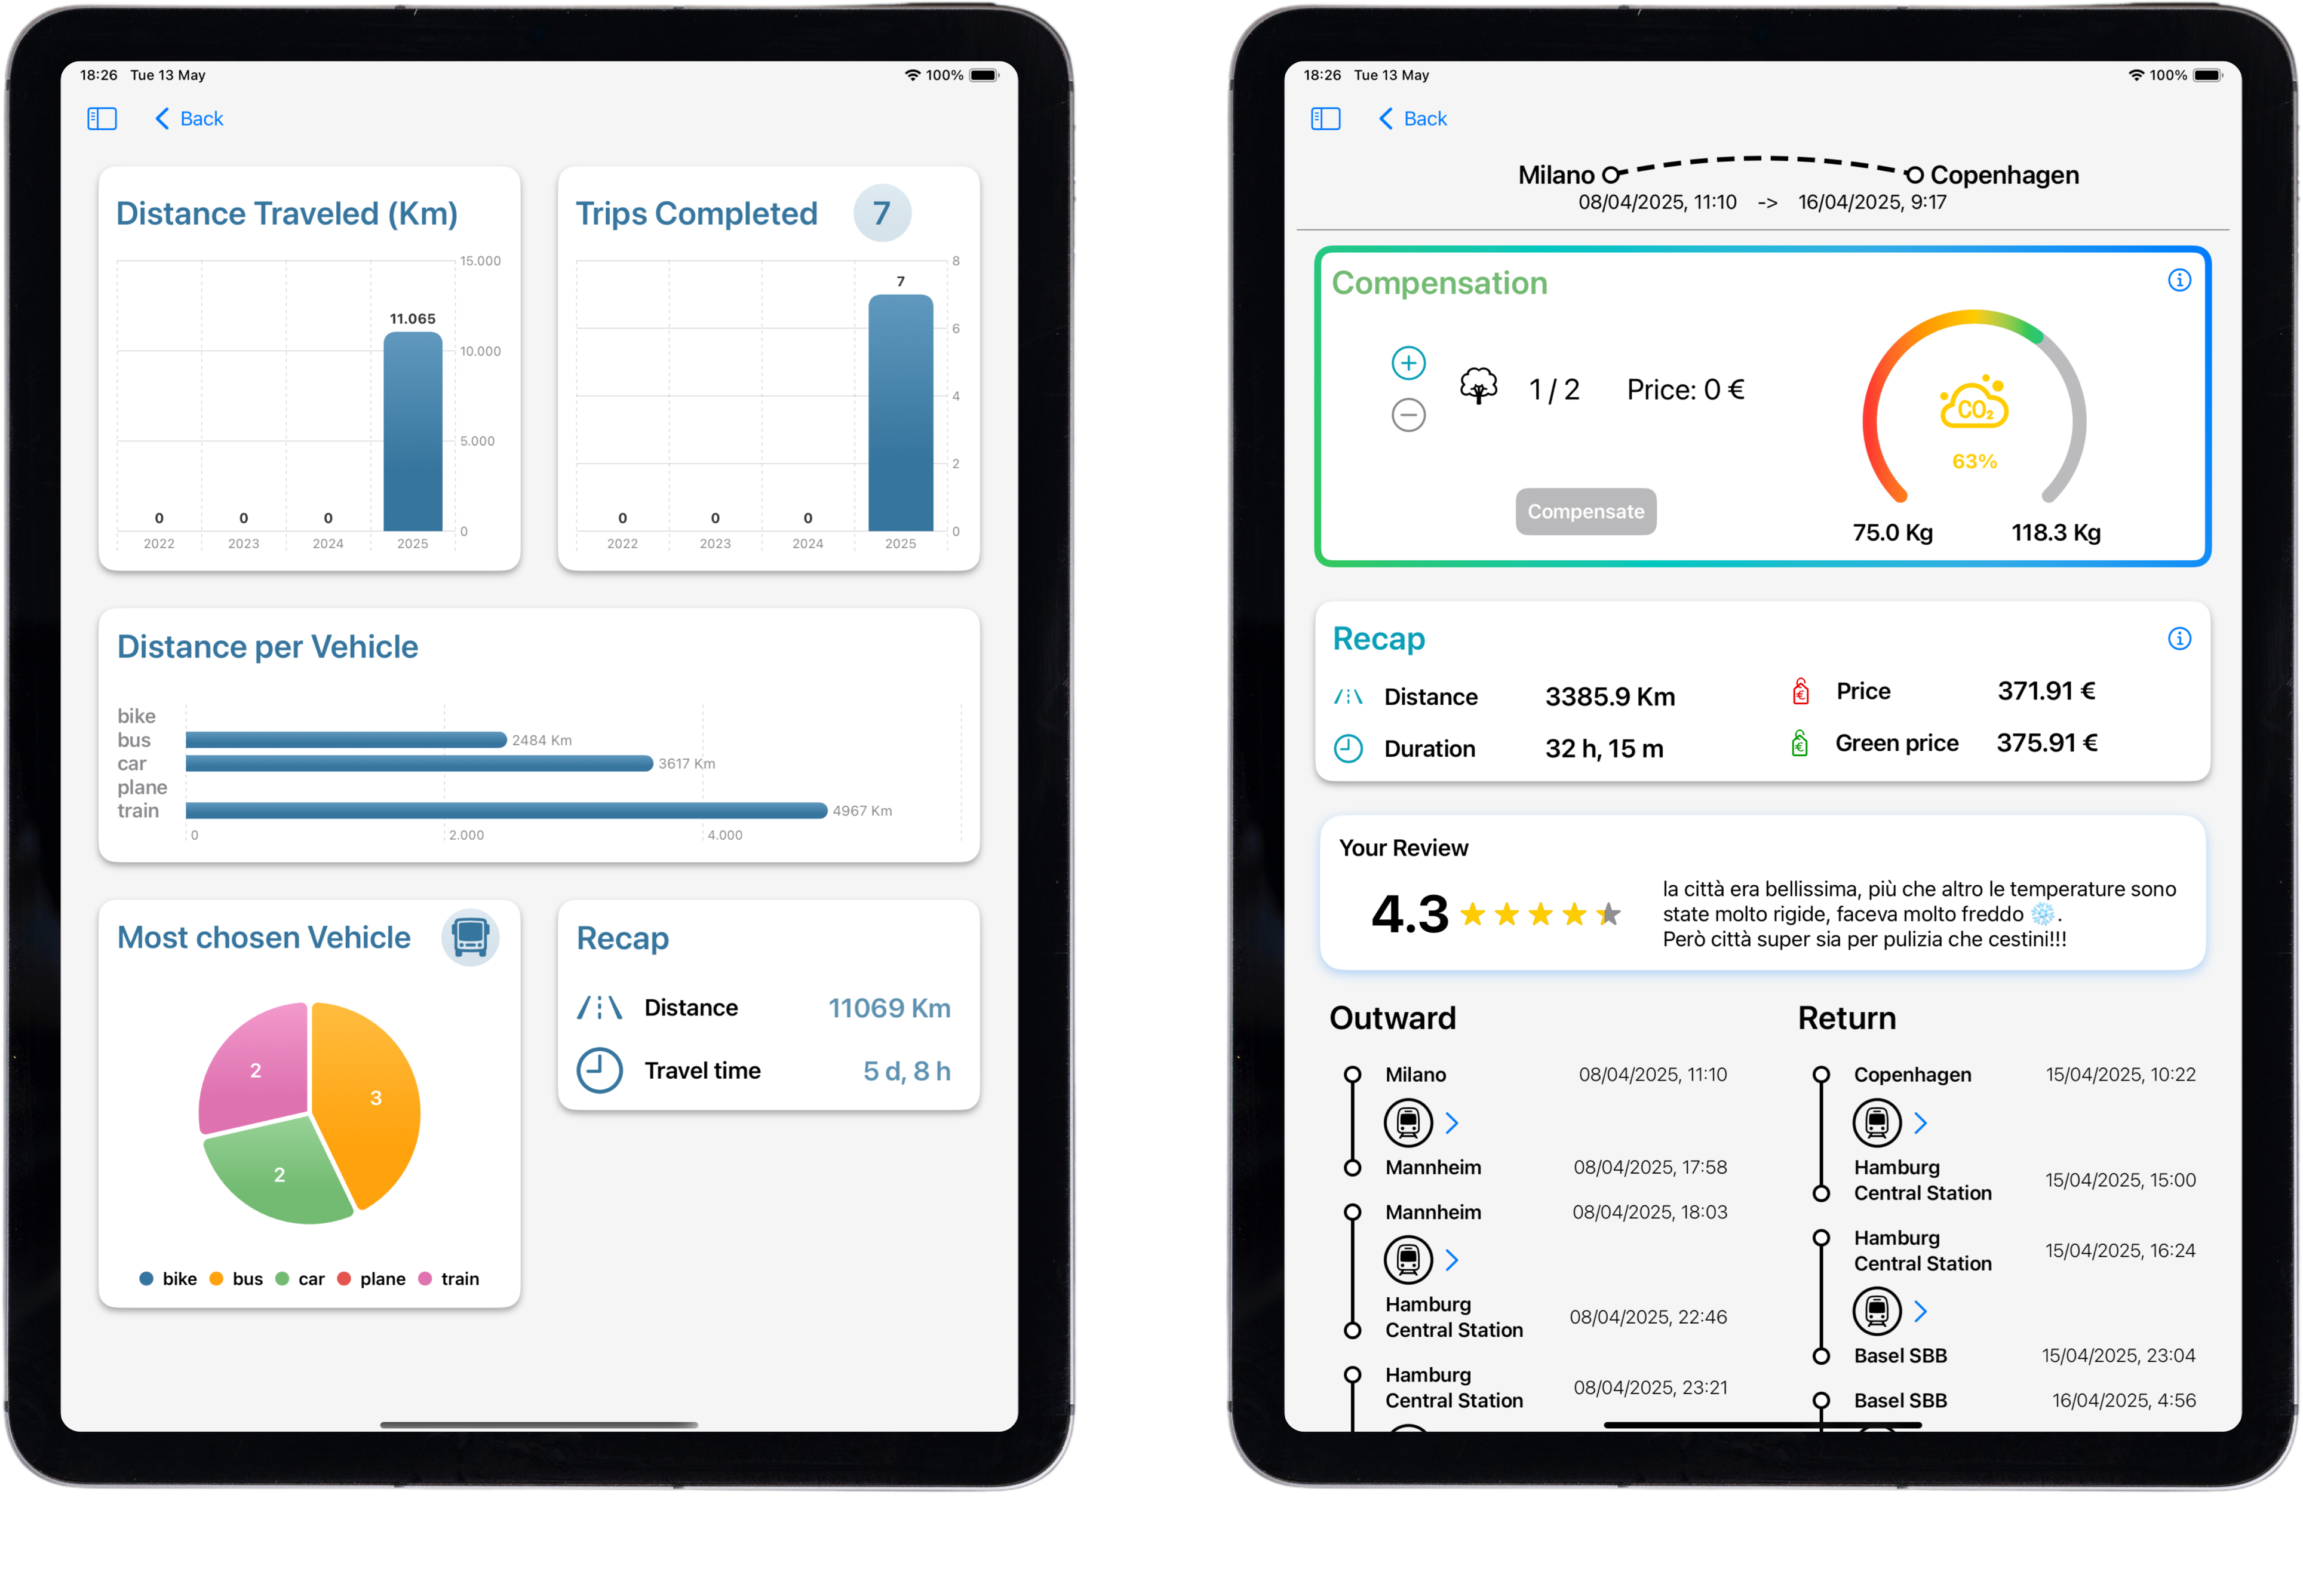 18:26 Tue 13 May
100%
Back
Distance Traveled (Km)
15.000
11.065
10.000
5.000
0 0 0
0
2022 2023 2024 2025
Trips Completed 7
8
7
6
4
2
0 0 0
0
2022 2023 2024 2025
Distance per Vehicle
bike
bus 2484 Km
car 3617 Km
plane
train 4967 Km
0 2.000 4.000
Most chosen Vehicle
2
3
2
bike bus car plane train
Recap
Distance 11069 Km
Travel time 5 d, 8 h
18:26 Tue 13 May
100%
Back
Milano Copenhagen
08/04/2025, 11:10 -> 16/04/2025, 9:17
Compensation
1 / 2 Price: 0 €
CO₂
63%
Compensate
75.0 Kg 118.3 Kg
Recap
Distance 3385.9 Km Price 371.91 €
Duration 32 h, 15 m Green price 375.91 €
Your Review
4.3
la città era bellissima, più che altro le temperature sono
state molto rigide, faceva molto freddo ❄️.
Però città super sia per pulizia che cestini!!!
Outward
Milano 08/04/2025, 11:10
Mannheim 08/04/2025, 17:58
Mannheim 08/04/2025, 18:03
Hamburg
Central Station 08/04/2025, 22:46
Hamburg
Central Station 08/04/2025, 23:21
Return
Copenhagen 15/04/2025, 10:22
Hamburg
Central Station 15/04/2025, 15:00
Hamburg
Central Station 15/04/2025, 16:24
Basel SBB 15/04/2025, 23:04
Basel SBB 16/04/2025, 4:56